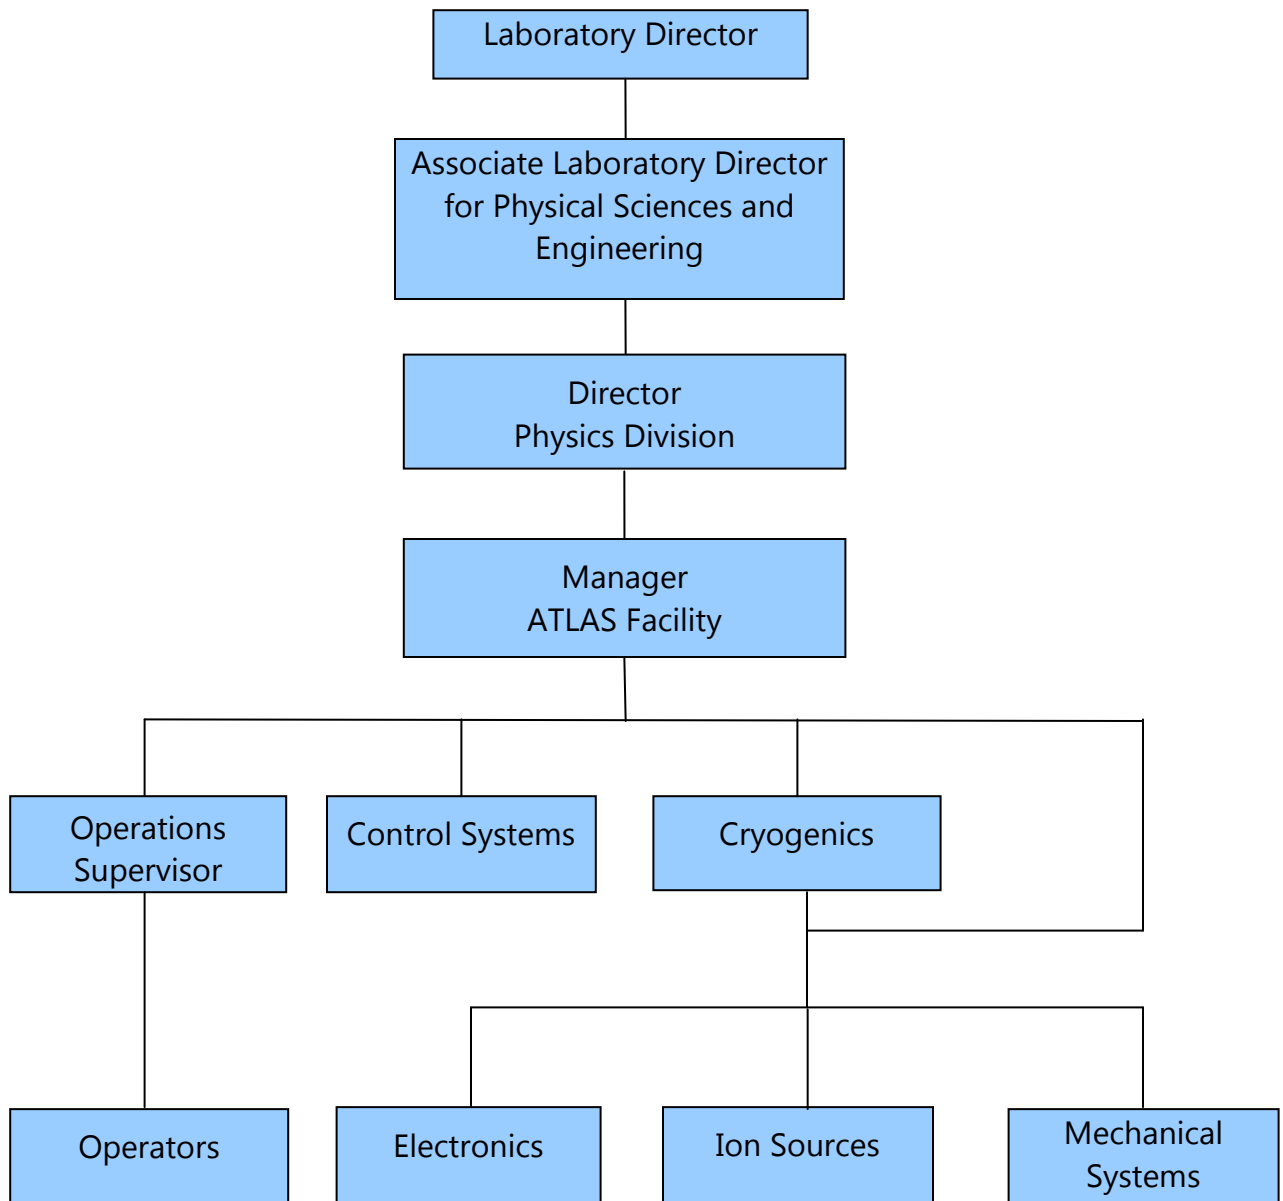 Laboratory Director
Associate Laboratory Director
for Physical Sciences and
Engineering
Director
Physics Division
Manager
ATLAS Facility
Operations
Supervisor
Control Systems
Cryogenics
Operators
Electronics
Ion Sources
Mechanical
Systems